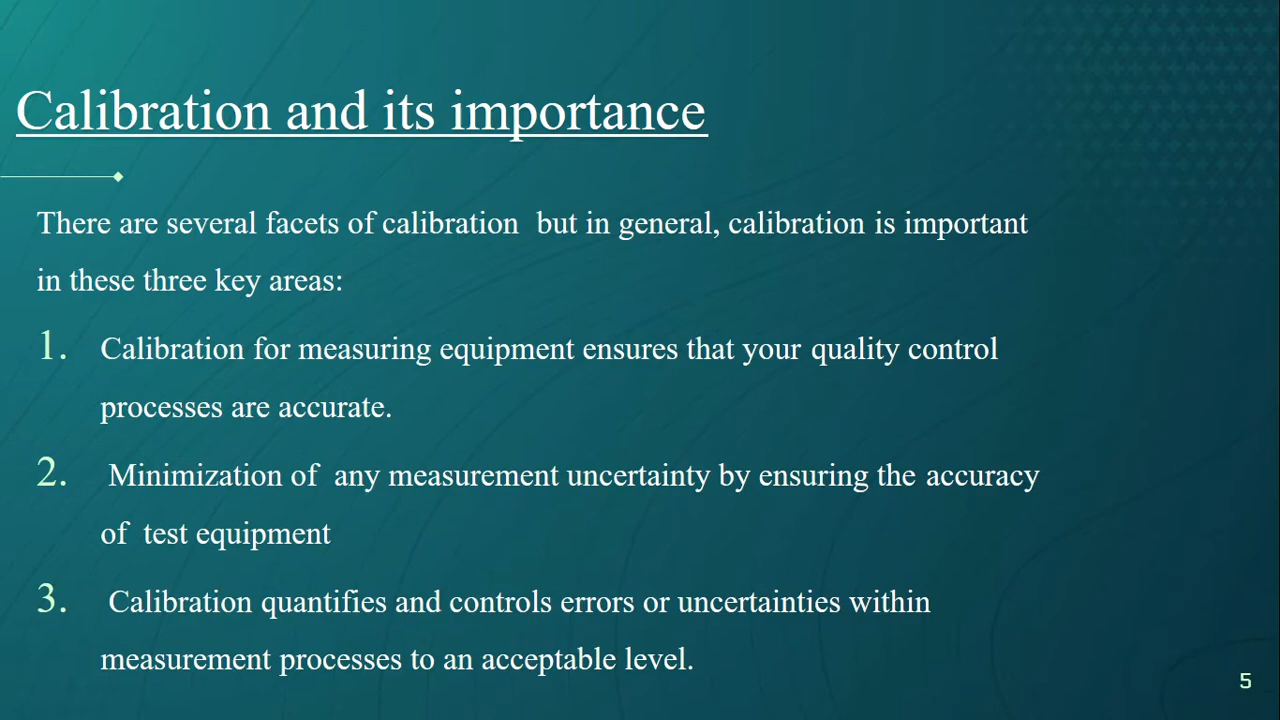 Calibration and its importance
There are several facets of calibration  but in general, calibration is important
in these three key areas:
1. Calibration for measuring equipment ensures that your quality control
processes are accurate.
2.  Minimization of  any measurement uncertainty by ensuring the accuracy
of  test equipment
3.  Calibration quantifies and controls errors or uncertainties within
measurement processes to an acceptable level.
5